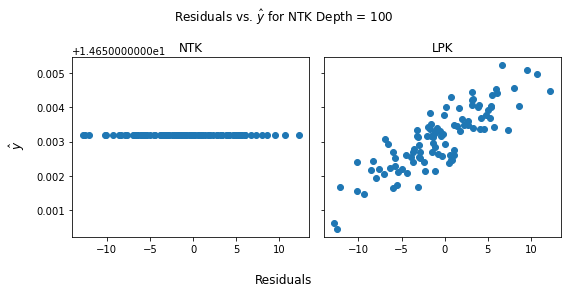 Residuals vs. ŷ for NTK Depth = 100
+1.4650000000e1
NTK
LPK
0.005
0.004
0.003
0.002
0.001
ŷ
−10 −5 0 5 10
−10 −5 0 5 10
Residuals